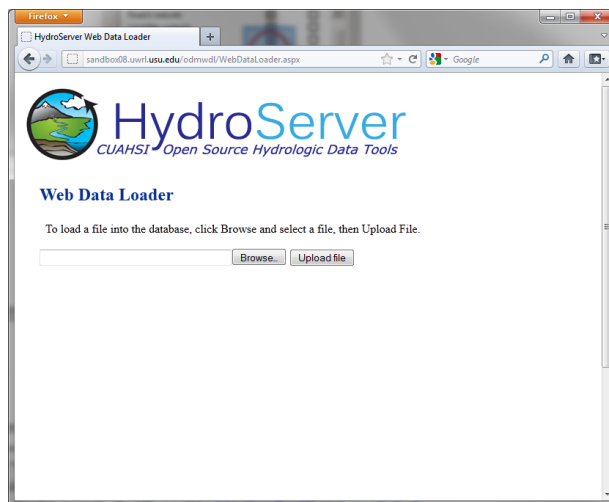 Firefox
HydroServer Web Data Loader
sandbox08.uwrl.usu.edu/odmwdl/WebDataLoader.aspx
Google
HydroServer
CUAHSI Open Source Hydrologic Data Tools
Web Data Loader
To load a file into the database, click Browse and select a file, then Upload File.
Browse... Upload file